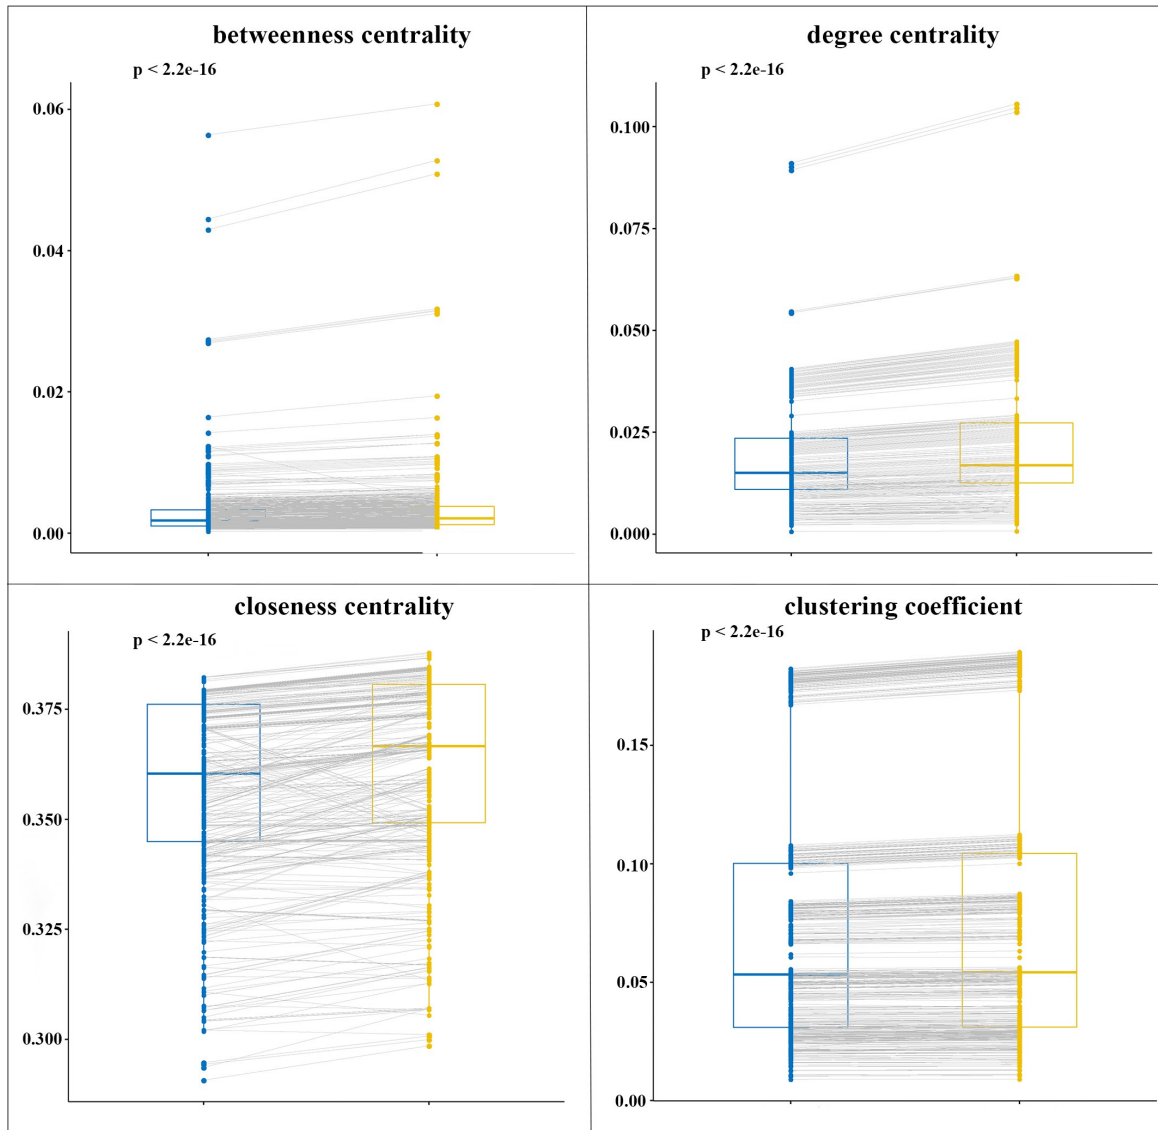 betweenness centrality
p < 2.2e-16
0.06
0.04
0.02
0.00
degree centrality
p < 2.2e-16
0.100
0.075
0.050
0.025
0.000
closeness centrality
p < 2.2e-16
0.375
0.350
0.325
0.300
clustering coefficient
p < 2.2e-16
0.15
0.10
0.05
0.00